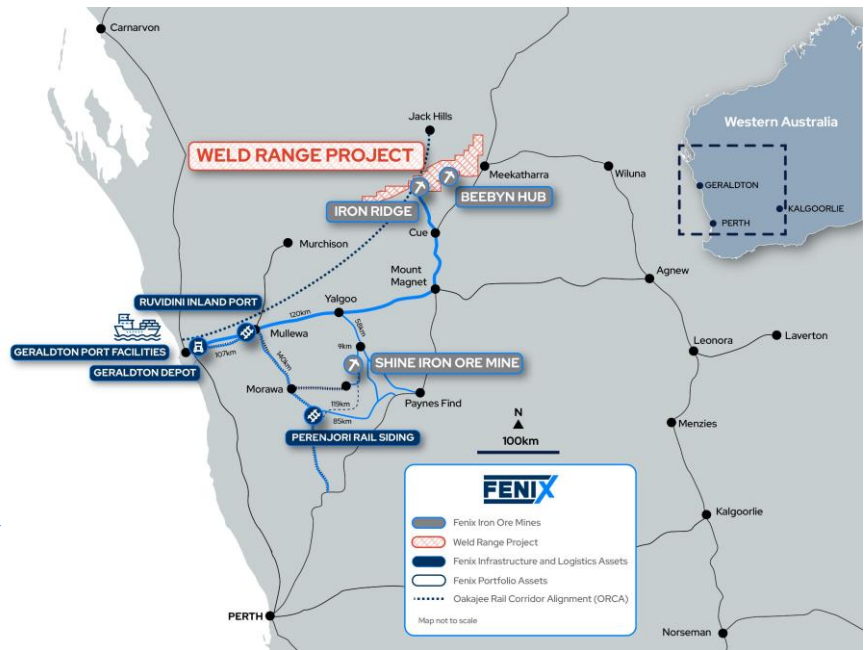 Carnarvon
Jack Hills
Western Australia
WELD RANGE PROJECT
Meekatharra
Wiluna
GERALDTON
KALGOORLIE
PERTH
IRON RIDGE
BEEBYN HUB
Cue
Murchison
Mount
Magnet
Agnew
RUVIDINI INLAND PORT
Yalgoo
120km
58km
Mullewa
GERALDTON PORT FACILITIES
107km
GERALDTON DEPOT
9km
140km
SHINE IRON ORE MINE
Leonora
Laverton
Morawa
119km
85km
Paynes Find
PERENJORI RAIL SIDING
N
100km
Menzies
FENIX
Fenix Iron Ore Mines
Weld Range Project
Fenix Infrastructure and Logistics Assets
Fenix Portfolio Assets
Oakajee Rail Corridor Alignment (ORCA)
Map not to scale
Kalgoorlie
PERTH
Norseman